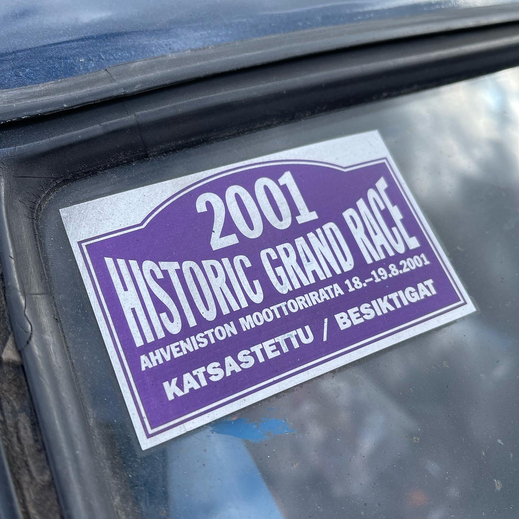 2001
HISTORIC GRAND RACE
AHVENISTON MOOTTORIRATA 18.–19.8.2001
KATSASTETTU / BESIKTIGAT